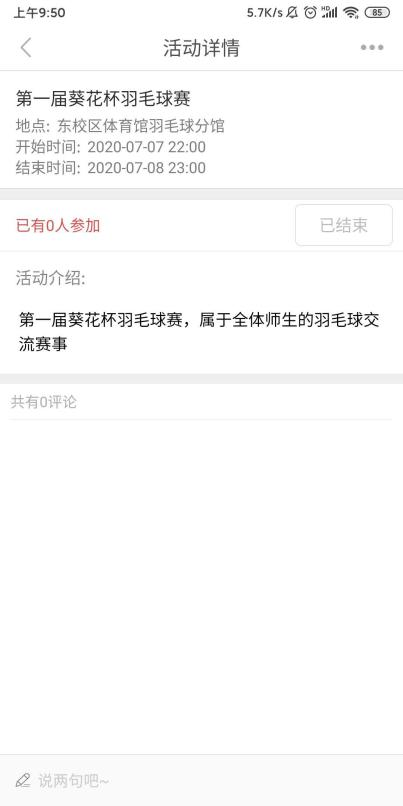 上午9:50
5.7K/s
HD
85
活动详情
第一届葵花杯羽毛球赛
地点: 东校区体育馆羽毛球分馆
开始时间: 2020-07-07 22:00
结束时间: 2020-07-08 23:00
已有0人参加
已结束
活动介绍:
第一届葵花杯羽毛球赛，属于全体师生的羽毛球交
流赛事
共有0评论
说两句吧~